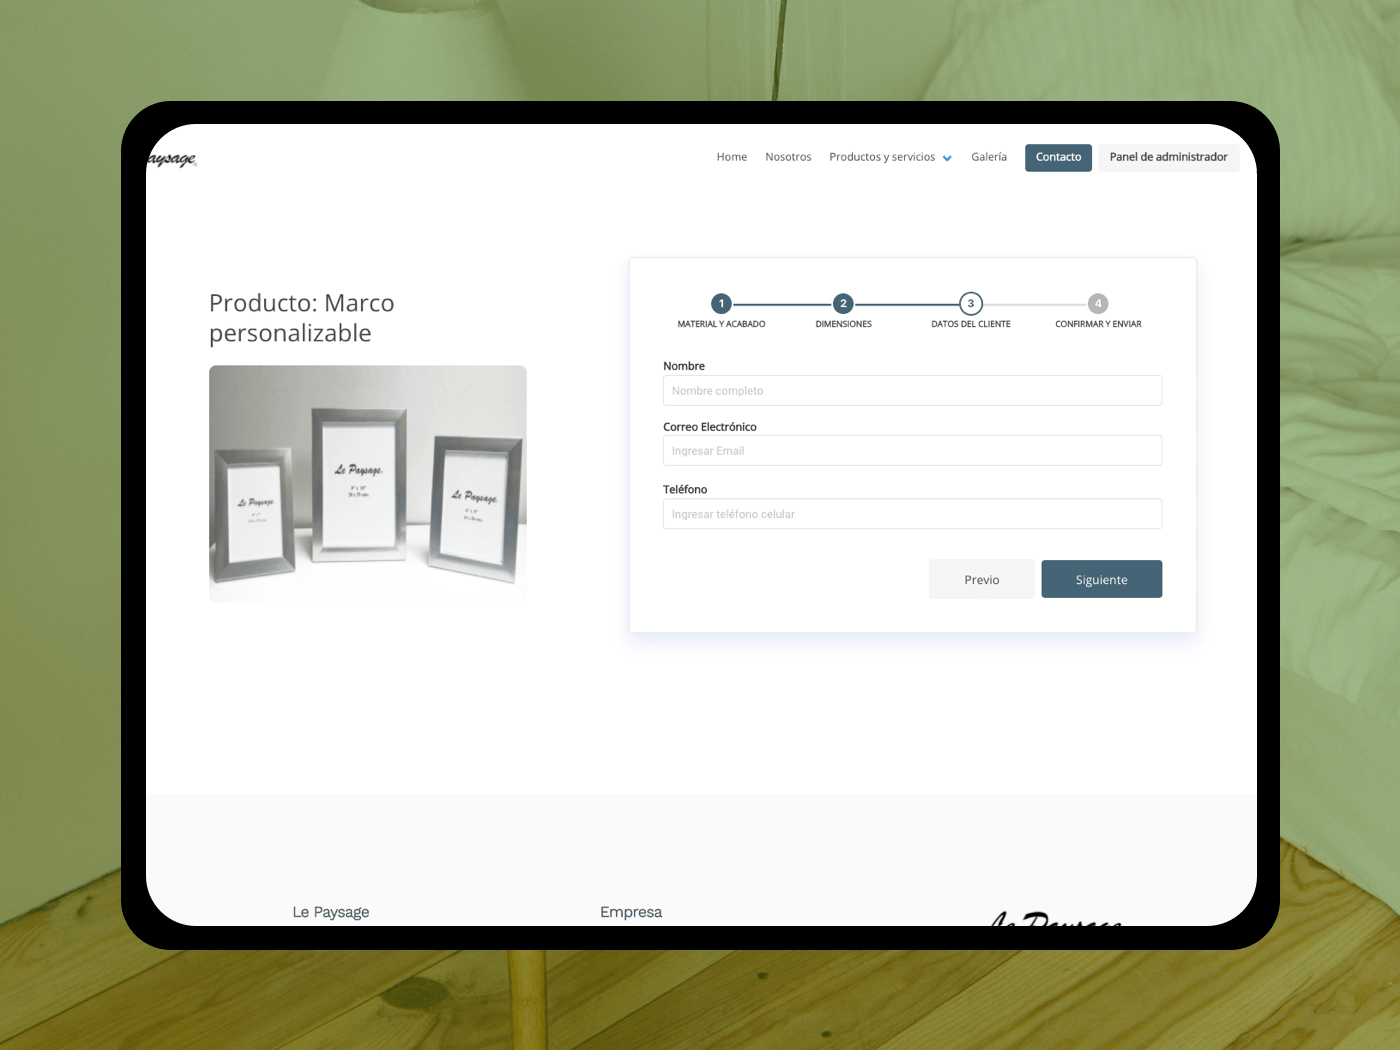 aysage
Home Nosotros Productos y servicios Galería Contacto Panel de administrador
Producto: Marco
personalizable
Le Paysage.
Le Paysage.
Le Paysage.
1 2 3 4
MATERIAL Y ACABADO DIMENSIONES DATOS DEL CLIENTE CONFIRMAR Y ENVIAR
Nombre
Nombre completo
Correo Electrónico
Ingresar Email
Teléfono
Ingresar teléfono celular
Previo Siguiente
Le Paysage Empresa Le Paysage